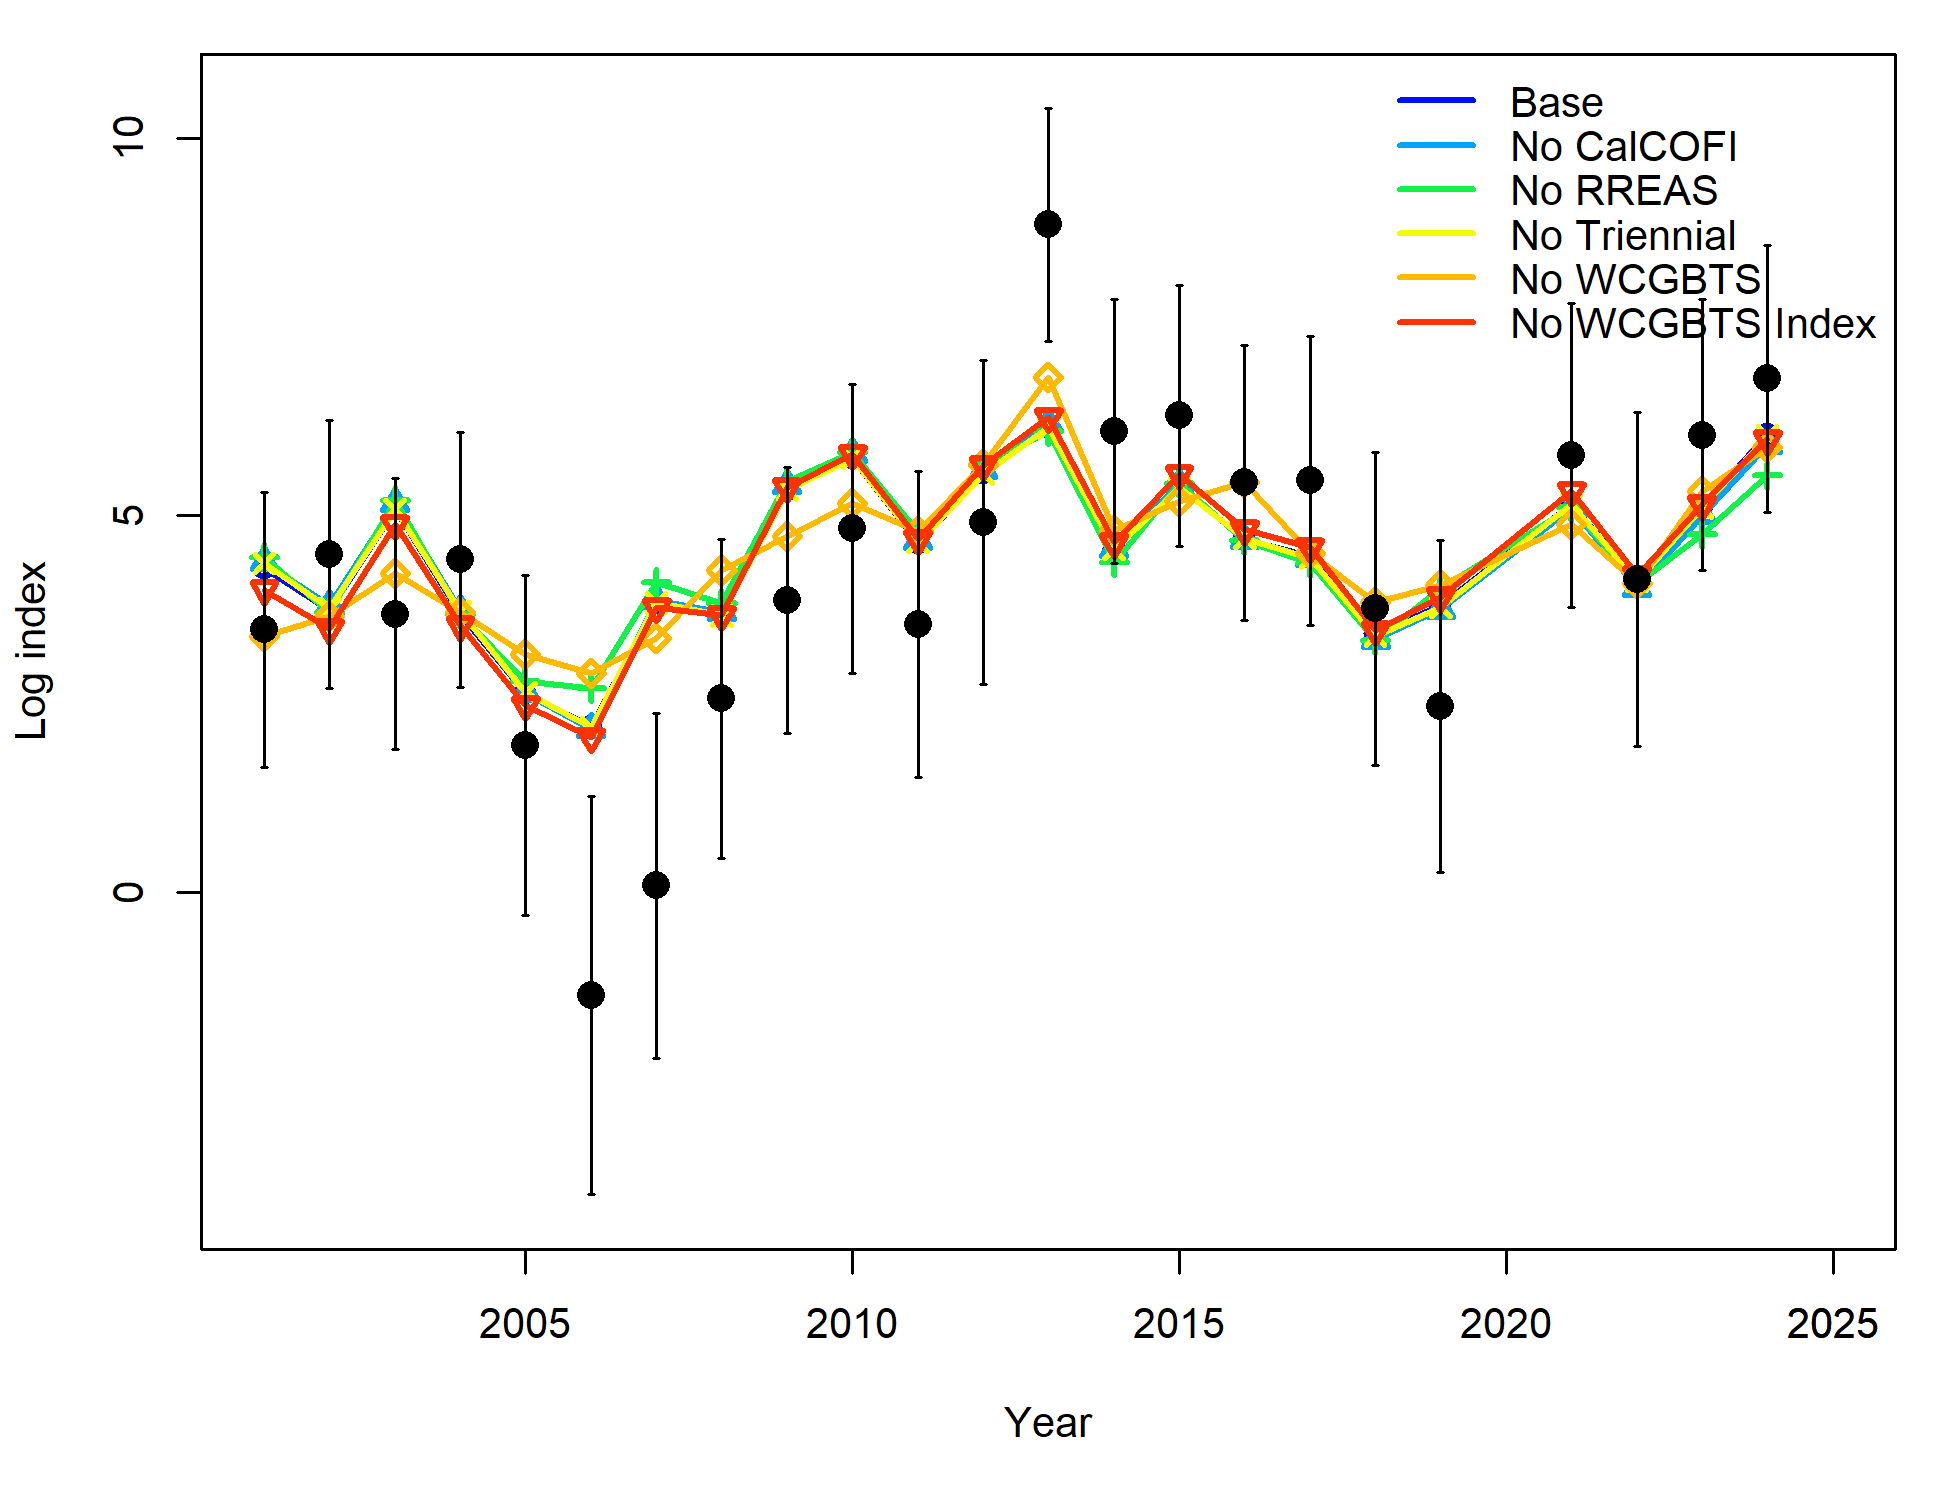 Base
No CalCOFI
No RREAS
No Triennial
No WCGBTS
No WCGBTS Index
10
5
0
Log index
2005 2010 2015 2020 2025
Year